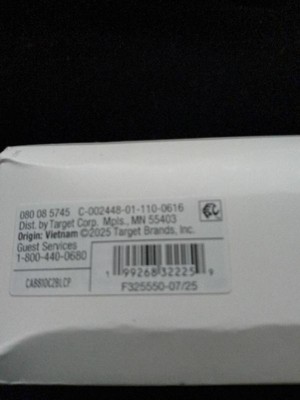 080 08 5745 C-002448-01-110-0616
Dist. by Target Corp. Mpls., MN 55403
Origin: Vietnam ©2025 Target Brands, Inc.
Guest Services
1-800-440-0680
1 99268 32225 9
CAB81DC2BLCP
F325550-07/25